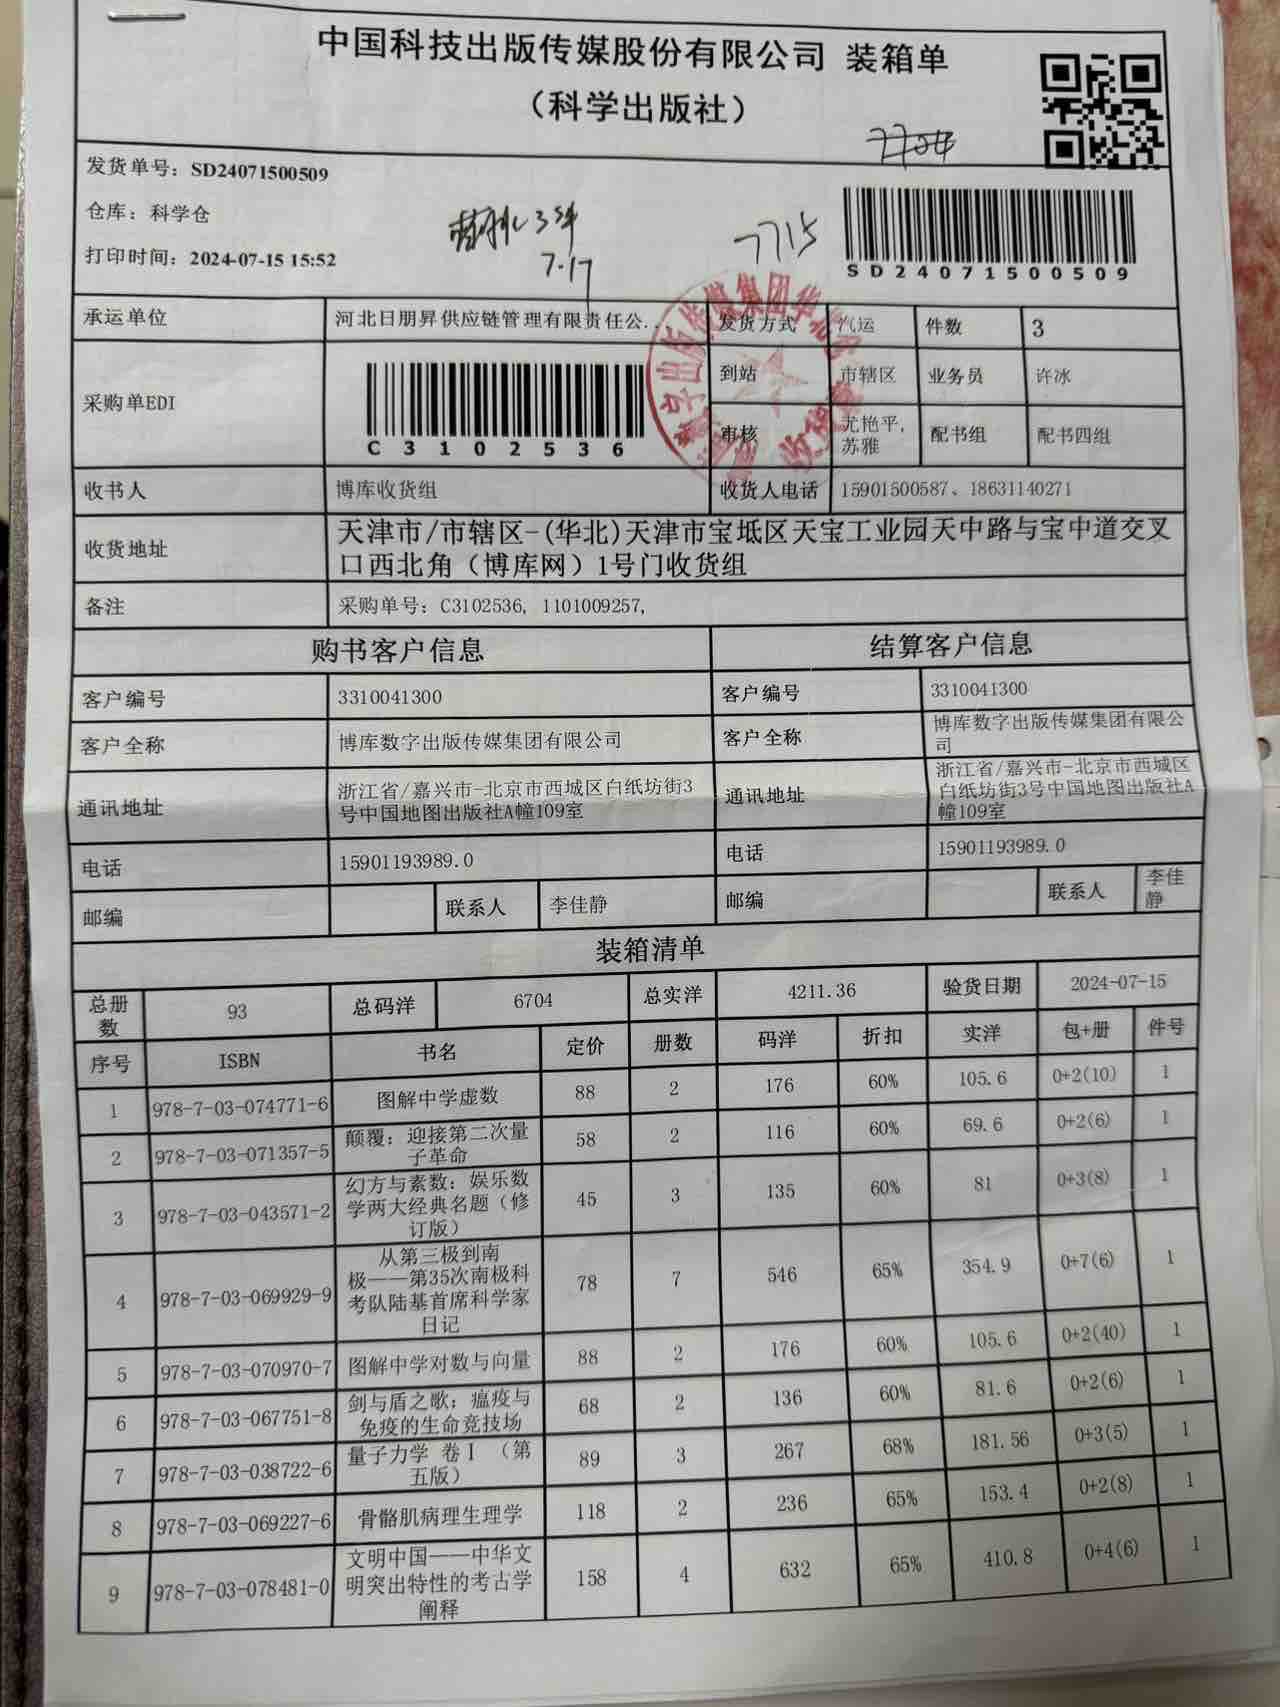 中国科技出版传媒股份有限公司 装箱单
（科学出版社）
7704
发货单号：SD24071500509
仓库：科学仓
3件
7715
打印时间：2024-07-15 15:52
7.17
SD24071500509
承运单位 河北日朋昇供应链管理有限责任公... 发货方式 汽运 件数 3
采购单EDI C3102536 到站 市辖区 业务员 许冰
审核 尤艳平,苏雅 配书组 配书四组
收书人 博库收货组 收货人电话 15901500587、18631140271
收货地址 天津市/市辖区-(华北)天津市宝坻区天宝工业园天中路与宝中道交叉
口西北角（博库网）1号门收货组
备注 采购单号：C3102536, 1101009257,
购书客户信息 结算客户信息
客户编号 3310041300 客户编号 3310041300
客户全称 博库数字出版传媒集团有限公司 客户全称 博库数字出版传媒集团有限公司
通讯地址 浙江省/嘉兴市-北京市西城区白纸坊街3号中国地图出版社A幢109室 通讯地址 浙江省/嘉兴市-北京市西城区白纸坊街3号中国地图出版社A幢109室
电话 15901193989.0 电话 15901193989.0
邮编 联系人 李佳静 邮编 联系人 李佳静
装箱清单
总册数 93 总码洋 6704 总实洋 4211.36 验货日期 2024-07-15
序号 ISBN 书名 定价 册数 码洋 折扣 实洋 包+册 件号
1 978-7-03-074771-6 图解中学虚数 88 2 176 60% 105.6 0+2(10) 1
2 978-7-03-071357-5 颠覆：迎接第二次量子革命 58 2 116 60% 69.6 0+2(6) 1
3 978-7-03-043571-2 幻方与素数：娱乐数学两大经典名题（修订版） 45 3 135 60% 81 0+3(8) 1
4 978-7-03-069929-9 从第三极到南极——第35次南极科考队陆基首席科学家日记 78 7 546 65% 354.9 0+7(6) 1
5 978-7-03-070970-7 图解中学对数与向量 88 2 176 60% 105.6 0+2(40) 1
6 978-7-03-067751-8 剑与盾之歌：瘟疫与免疫的生命竞技场 68 2 136 60% 81.6 0+2(6) 1
7 978-7-03-038722-6 量子力学 卷Ⅰ（第五版） 89 3 267 68% 181.56 0+3(5) 1
8 978-7-03-069227-6 骨骼肌病理生理学 118 2 236 65% 153.4 0+2(8) 1
9 978-7-03-078481-0 文明中国——中华文明突出特性的考古学阐释 158 4 632 65% 410.8 0+4(6) 1